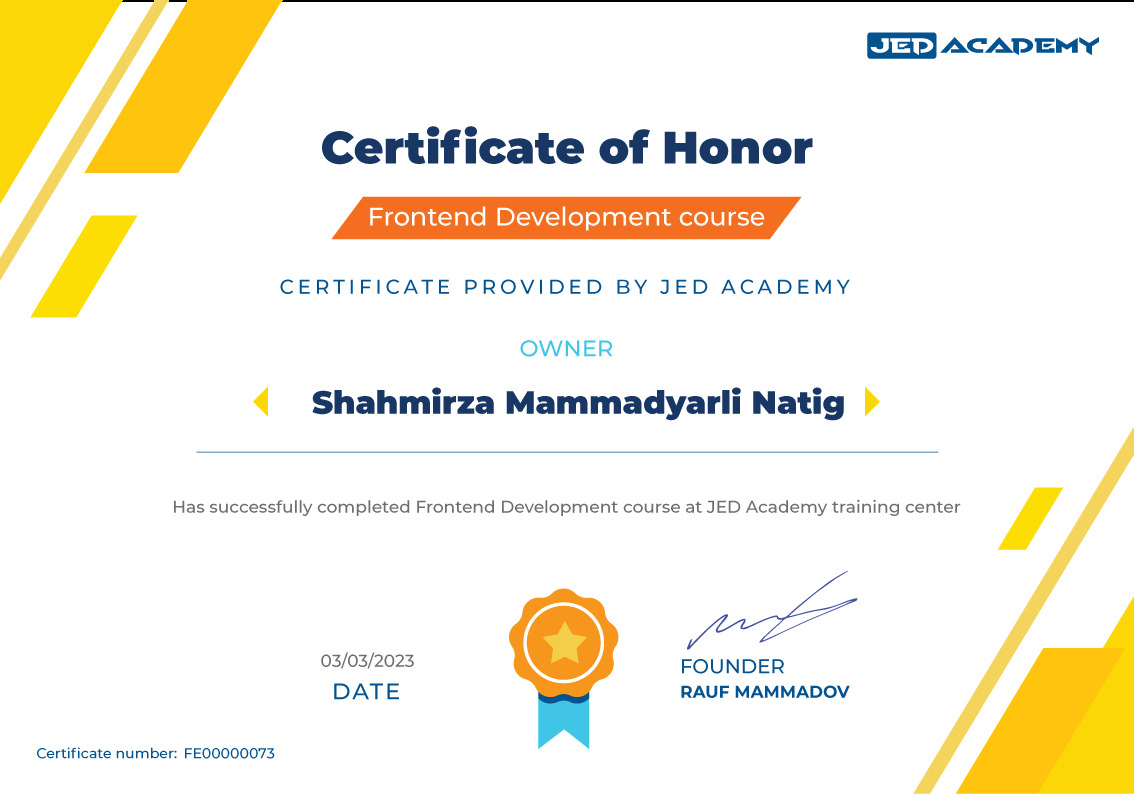 JED ACADEMY
Certificate of Honor
Frontend Development course
CERTIFICATE PROVIDED BY JED ACADEMY
OWNER
Shahmirza Mammadyarli Natig
Has successfully completed Frontend Development course at JED Academy training center
03/03/2023
DATE
FOUNDER
RAUF MAMMADOV
Certificate number: FE00000073